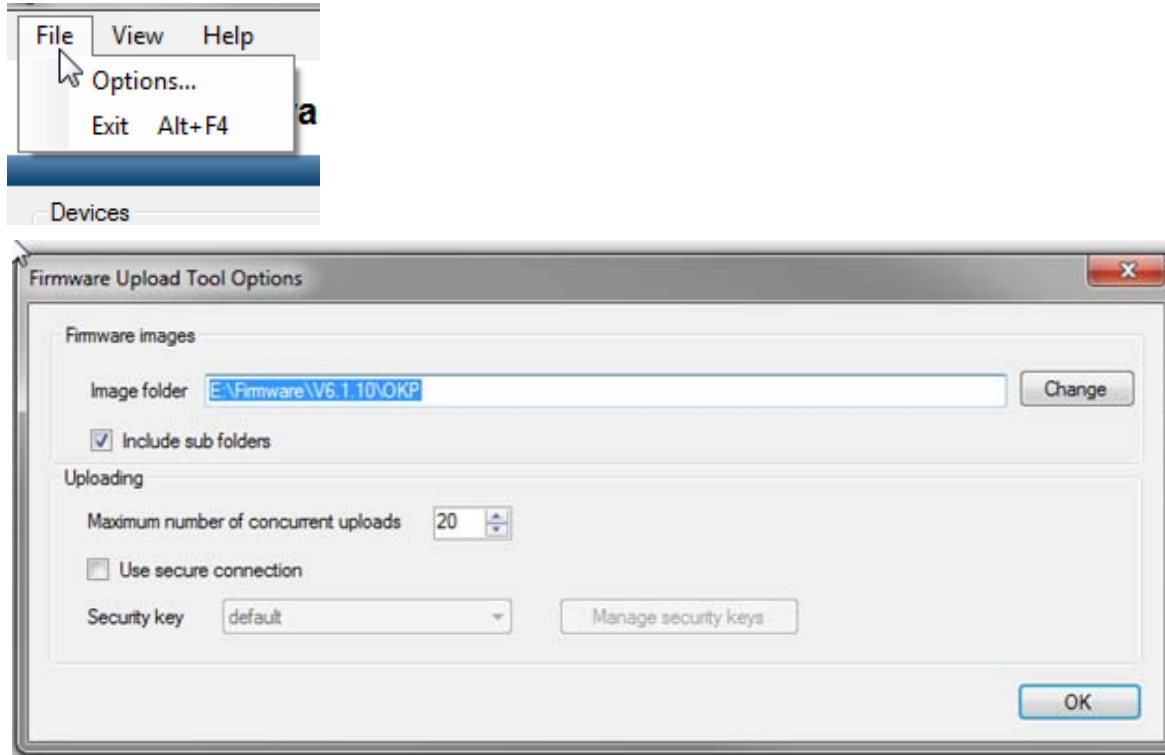 File View Help
Options...
Exit Alt+F4
Devices
Firmware Upload Tool Options
Firmware images
Image folder E:\Firmware\V6.1.10\OKP Change
Include sub folders
Uploading
Maximum number of concurrent uploads 20
Use secure connection
Security key default Manage security keys
OK